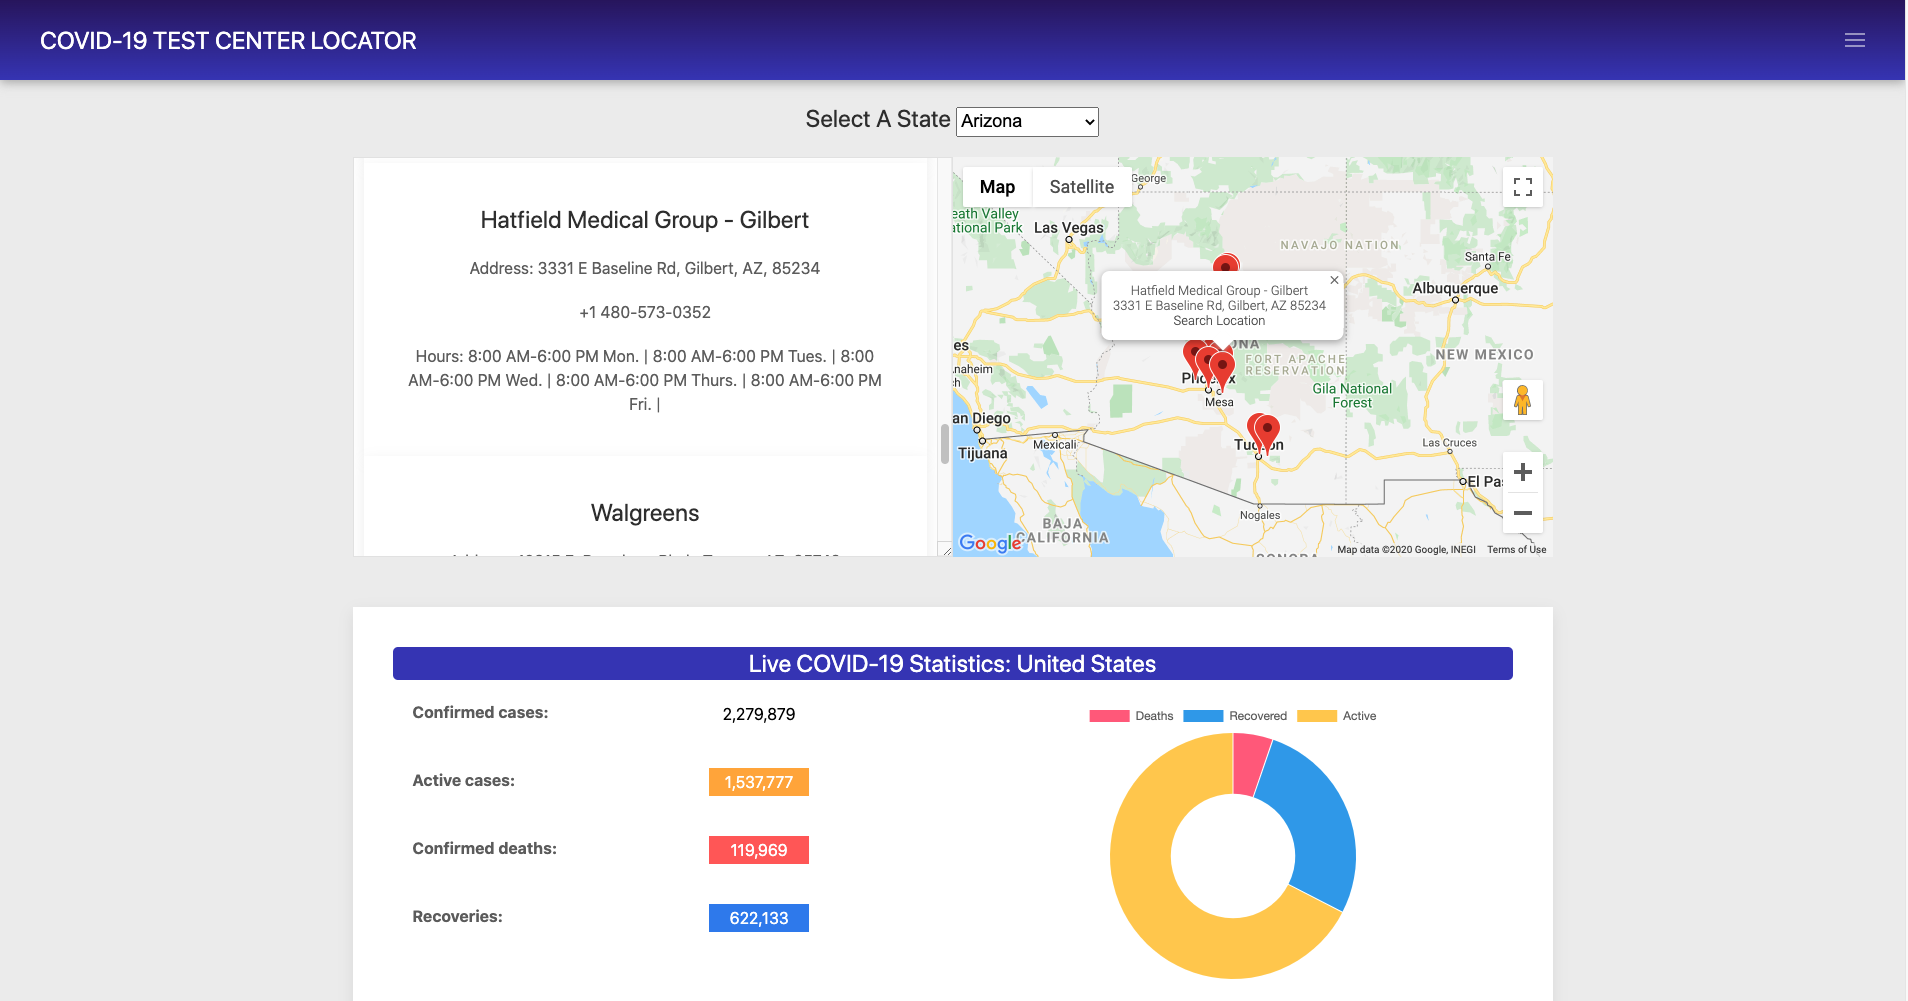 COVID-19 TEST CENTER LOCATOR
Select A State Arizona
Hatfield Medical Group - Gilbert
Address: 3331 E Baseline Rd, Gilbert, AZ, 85234
+1 480-573-0352
Hours: 8:00 AM-6:00 PM Mon. | 8:00 AM-6:00 PM Tues. | 8:00
AM-6:00 PM Wed. | 8:00 AM-6:00 PM Thurs. | 8:00 AM-6:00 PM
Fri. |
Walgreens
Map
Satellite
George
eath Valley
ational Park
Las Vegas
NAVAJO NATION
Santa Fe
Albuquerque
Hatfield Medical Group - Gilbert
3331 E Baseline Rd, Gilbert, AZ 85234
Search Location
es
ONA
naheim
ch
FORT APACHE
RESERVATION
NEW MEXICO
Mesa
Gila National
Forest
an Diego
Mexicali
Tijuana
Las Cruces
El Pas
Nogales
BAJA
CALIFORNIA
SONORA
Google
Map data ©2020 Google, INEGI
Terms of Use
Live COVID-19 Statistics: United States
Confirmed cases: 2,279,879
Active cases: 1,537,777
Confirmed deaths: 119,969
Recoveries: 622,133
Deaths
Recovered
Active